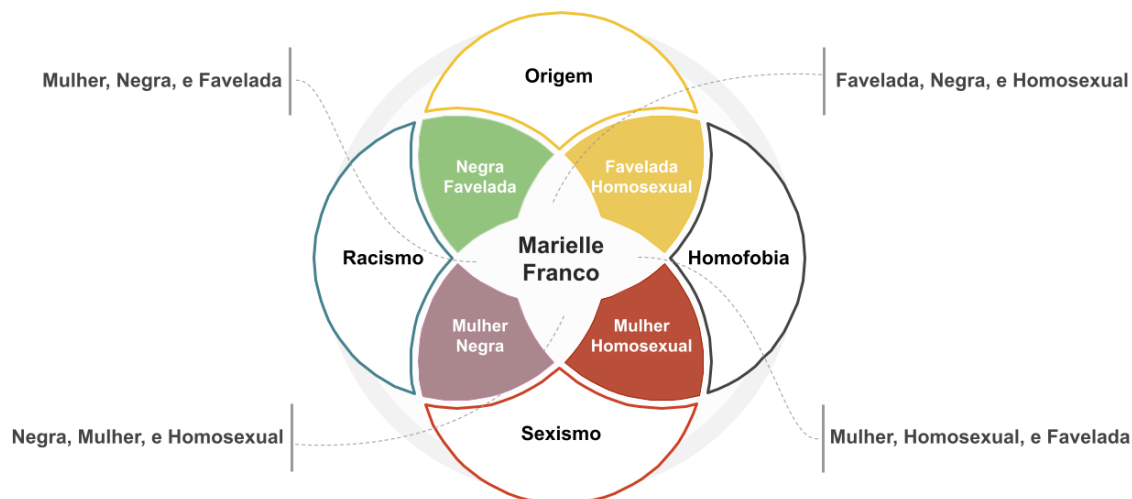 Origem
Mulher, Negra, e Favelada
Favelada, Negra, e Homosexual
Negra
Favelada
Favelada
Homosexual
Racismo
Marielle
Franco
Homofobia
Mulher
Negra
Mulher
Homosexual
Sexismo
Negra, Mulher, e Homosexual
Mulher, Homosexual, e Favelada